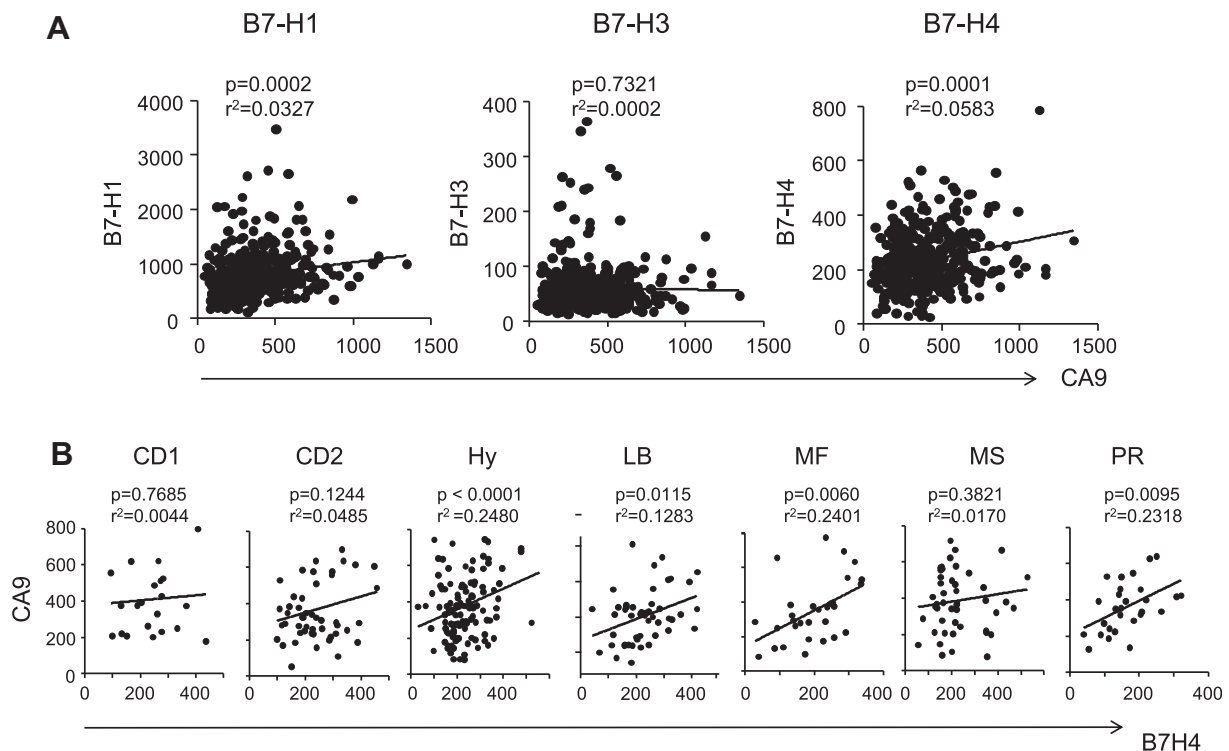 A
B7-H1
B7-H3
B7-H4
p=0.0002
r²=0.0327
p=0.7321
r²=0.0002
p=0.0001
r²=0.0583
B7-H1
4000
3000
2000
1000
0
0 500 1000 1500
B7-H3
400
300
200
100
0
0 500 1000 1500
B7-H4
800
600
400
200
0
0 500 1000 1500
CA9
B
CD1
CD2
Hy
LB
MF
MS
PR
p=0.7685
r²=0.0044
p=0.1244
r²=0.0485
p < 0.0001
r² =0.2480
p=0.0115
r²=0.1283
p=0.0060
r²=0.2401
p=0.3821
r²=0.0170
p=0.0095
r²=0.2318
CA9
800
600
400
200
0
0 200 400
0 200 400
0 200 400
0 200 400
0 200 400
0 200 400
0 200 400
B7H4